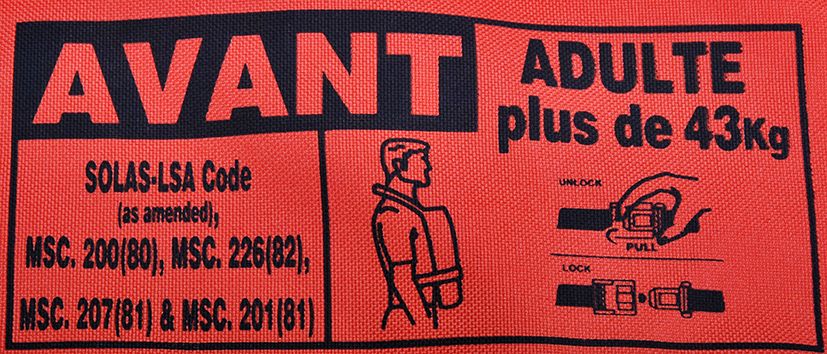 AVANT
ADULTE
plus de 43Kg
SOLAS-LSA Code
(as amended),
MSC. 200(80), MSC. 226(82),
MSC. 207(81) & MSC. 201(81)
UNLOCK
PULL
LOCK